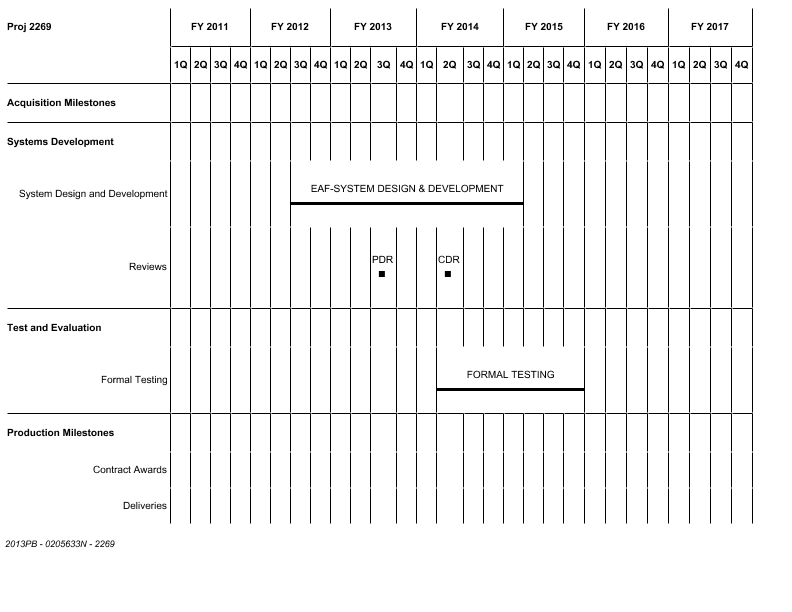 Proj 2269 FY 2011 FY 2012 FY 2013 FY 2014 FY 2015 FY 2016 FY 2017
1Q 2Q 3Q 4Q 1Q 2Q 3Q 4Q 1Q 2Q 3Q 4Q 1Q 2Q 3Q 4Q 1Q 2Q 3Q 4Q 1Q 2Q 3Q 4Q 1Q 2Q 3Q 4Q
Acquisition Milestones
Systems Development
System Design and Development EAF-SYSTEM DESIGN & DEVELOPMENT
Reviews PDR CDR
Test and Evaluation
Formal Testing FORMAL TESTING
Production Milestones
Contract Awards
Deliveries
2013PB - 0205633N - 2269